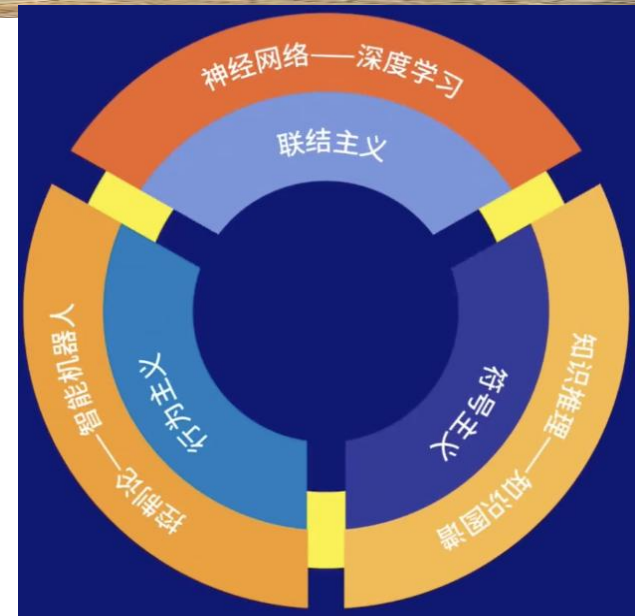 神经网络——深度学习
联结主义
控制论—智能机器人
行为主义
符号主义
知识推理—知识图谱